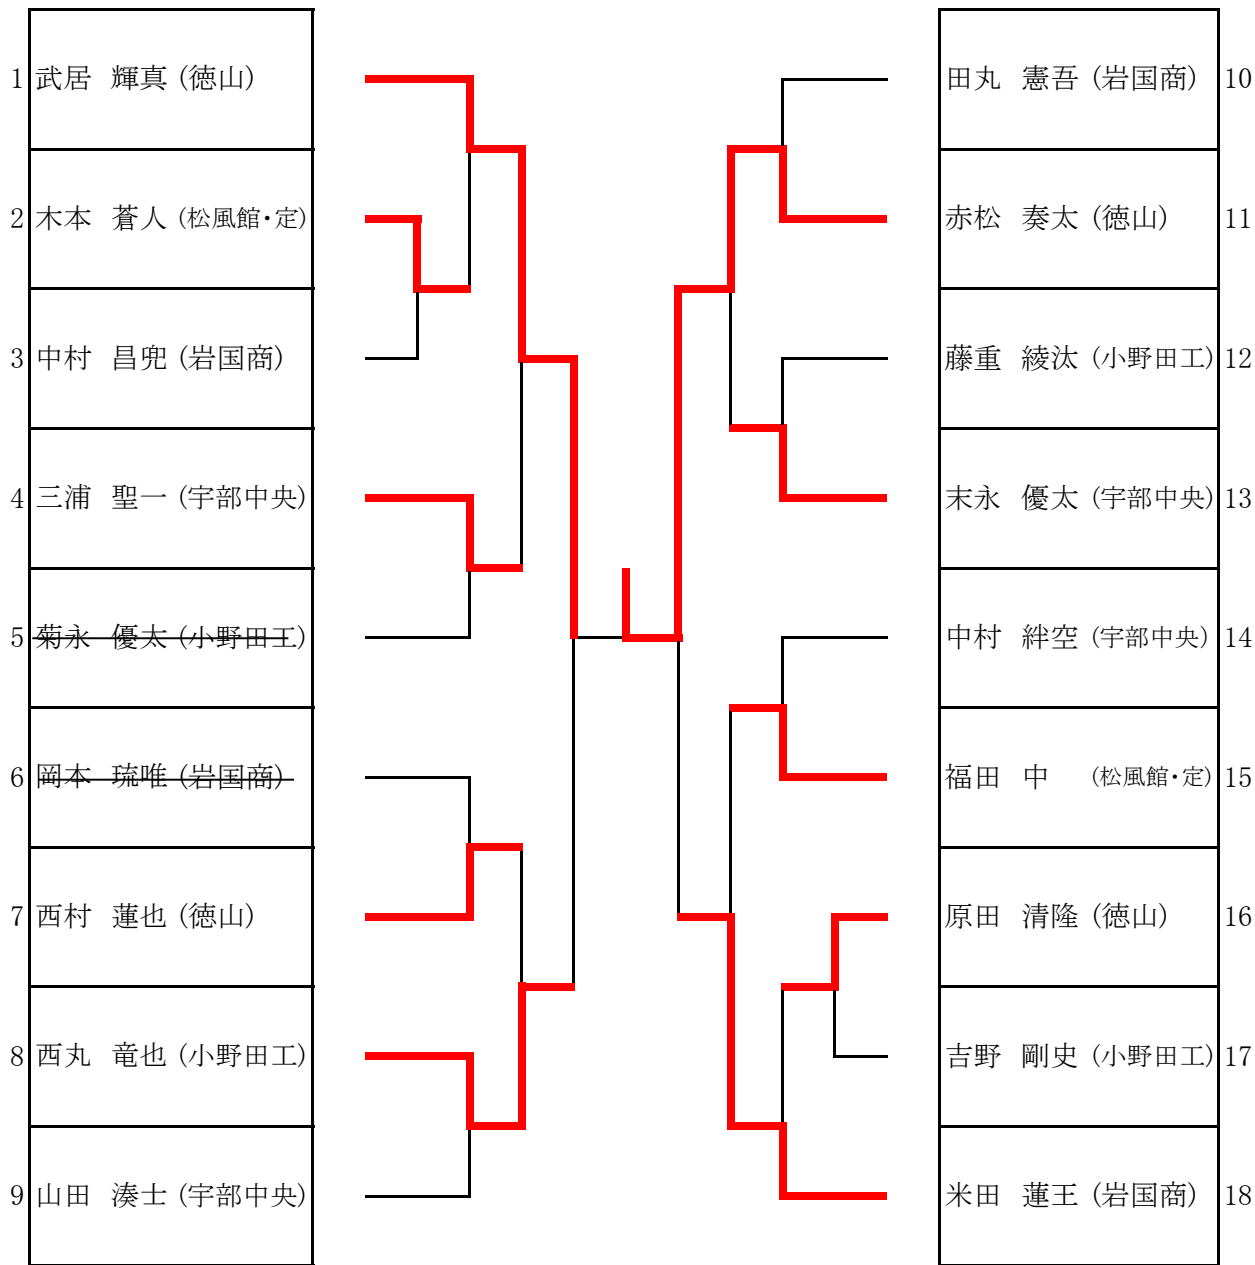 1 武居 輝真 (徳山)
2 木本 蒼人 (松風館・定)
3 中村 昌兜 (岩国商)
4 三浦 聖一 (宇部中央)
5 菊永 優太 (小野田工)
6 岡本 琉唯 (岩国商)
7 西村 蓮也 (徳山)
8 西丸 竜也 (小野田工)
9 山田 湊士 (宇部中央)
田丸 憲吾 (岩国商) 10
赤松 奏太 (徳山) 11
藤重 綾汰 (小野田工) 12
末永 優太 (宇部中央) 13
中村 絆空 (宇部中央) 14
福田 中 (松風館・定) 15
原田 清隆 (徳山) 16
吉野 剛史 (小野田工) 17
米田 蓮王 (岩国商) 18